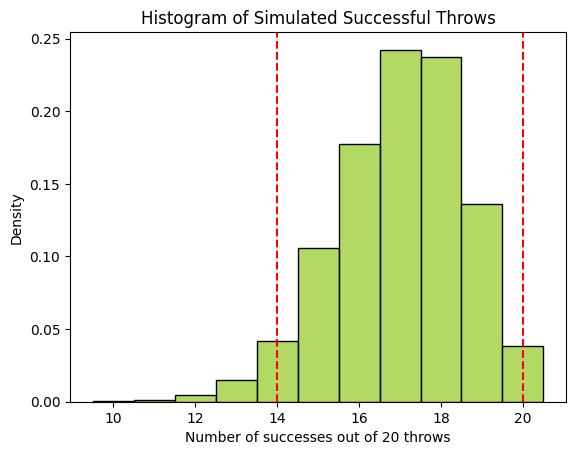 Histogram of Simulated Successful Throws
0.25
0.20
0.15
0.10
0.05
0.00
Density
10 12 14 16 18 20
Number of successes out of 20 throws